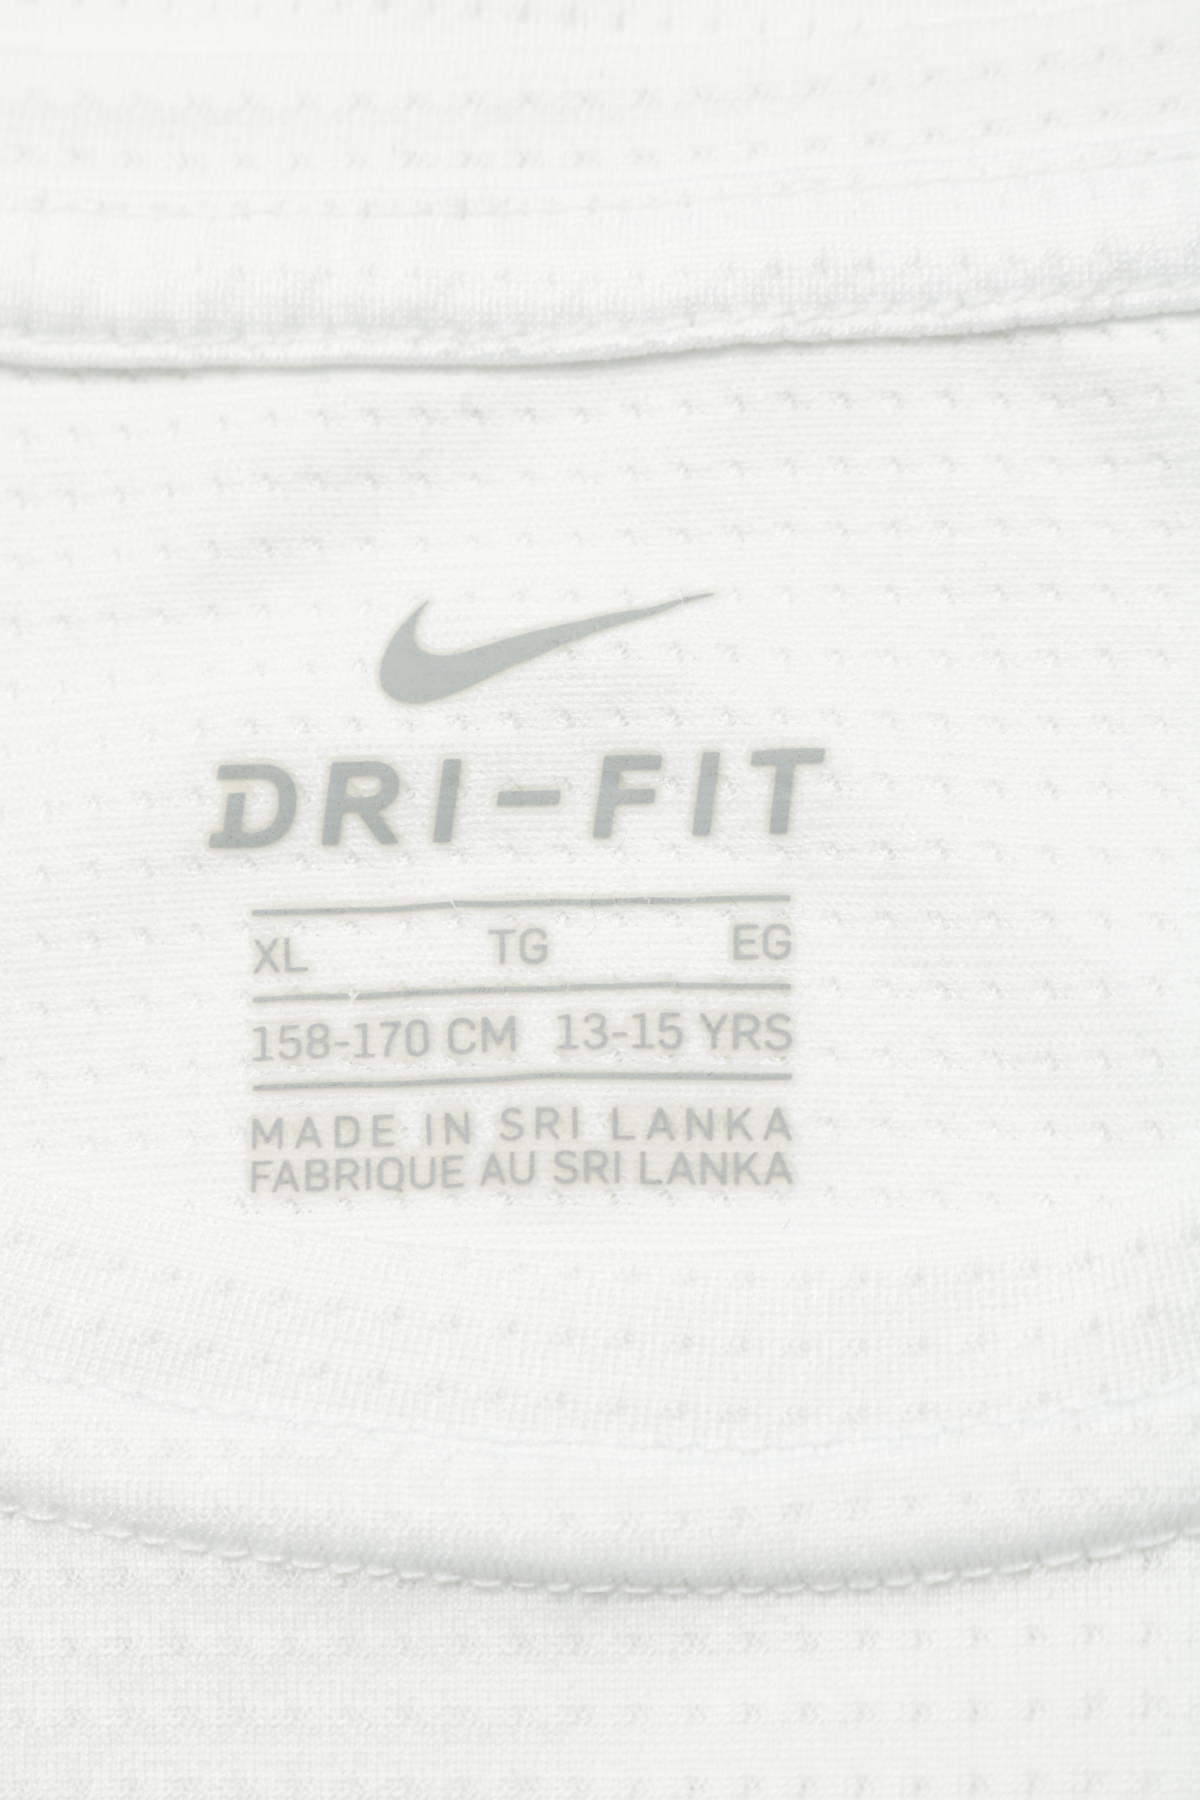 DRI-FIT
XL TG EG
158-170 CM 13-15 YRS
MADE IN SRI LANKA
FABRIQUE AU SRI LANKA